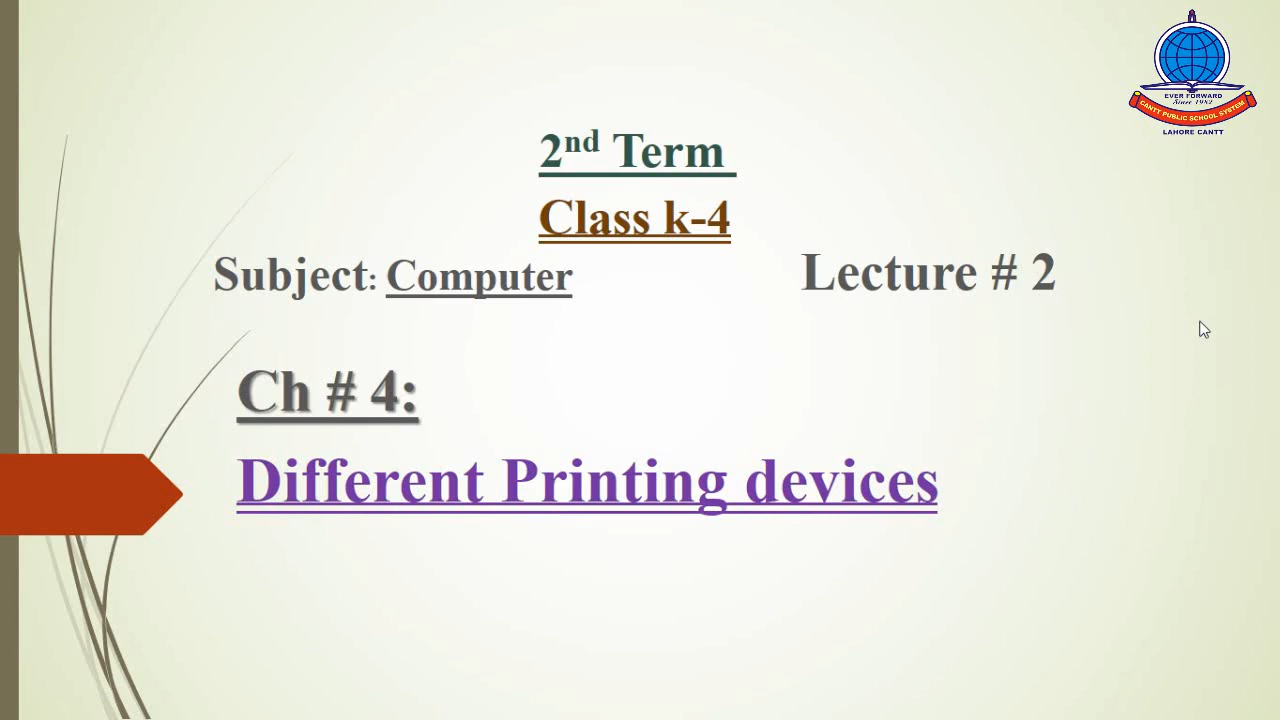 EVER FORWARD
Since 1982
CANTT PUBLIC SCHOOL SYSTEM
LAHORE CANTT
2nd Term
Class k-4
Subject: Computer
Lecture # 2
Ch # 4:
Different Printing devices